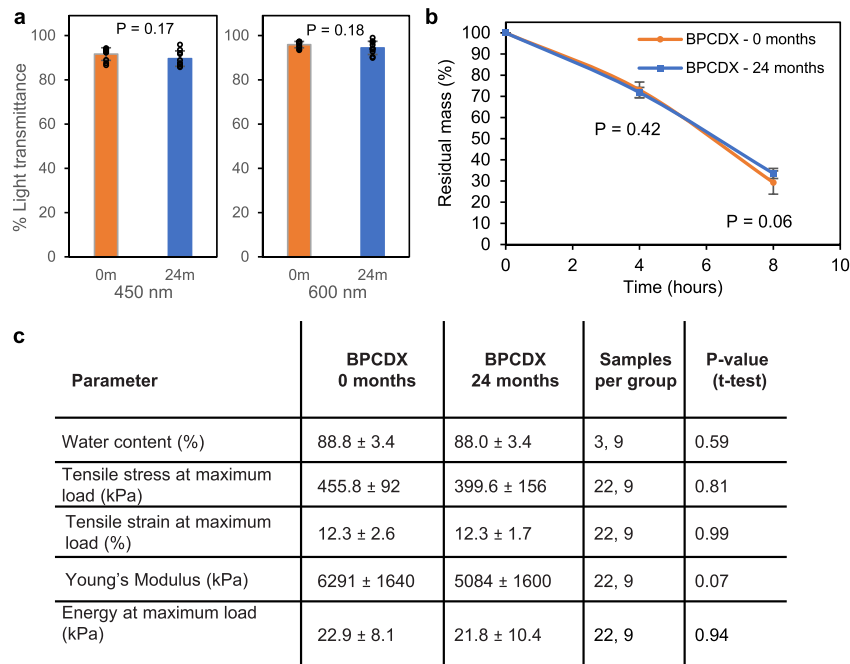 a
% Light transmittance
100
80
60
40
20
0
P = 0.17
0m 24m
450 nm
100
80
60
40
20
0
P = 0.18
0m 24m
600 nm
b
Residual mass (%)
100
90
80
70
60
50
40
30
20
10
0
BPCDX - 0 months
BPCDX - 24 months
P = 0.42
P = 0.06
0 2 4 6 8 10
Time (hours)
c
Parameter BPCDX 0 months BPCDX 24 months Samples per group P-value (t-test)
Water content (%) 88.8 ± 3.4 88.0 ± 3.4 3, 9 0.59
Tensile stress at maximum
load (kPa) 455.8 ± 92 399.6 ± 156 22, 9 0.81
Tensile strain at maximum
load (%) 12.3 ± 2.6 12.3 ± 1.7 22, 9 0.99
Young's Modulus (kPa) 6291 ± 1640 5084 ± 1600 22, 9 0.07
Energy at maximum load
(kPa) 22.9 ± 8.1 21.8 ± 10.4 22, 9 0.94